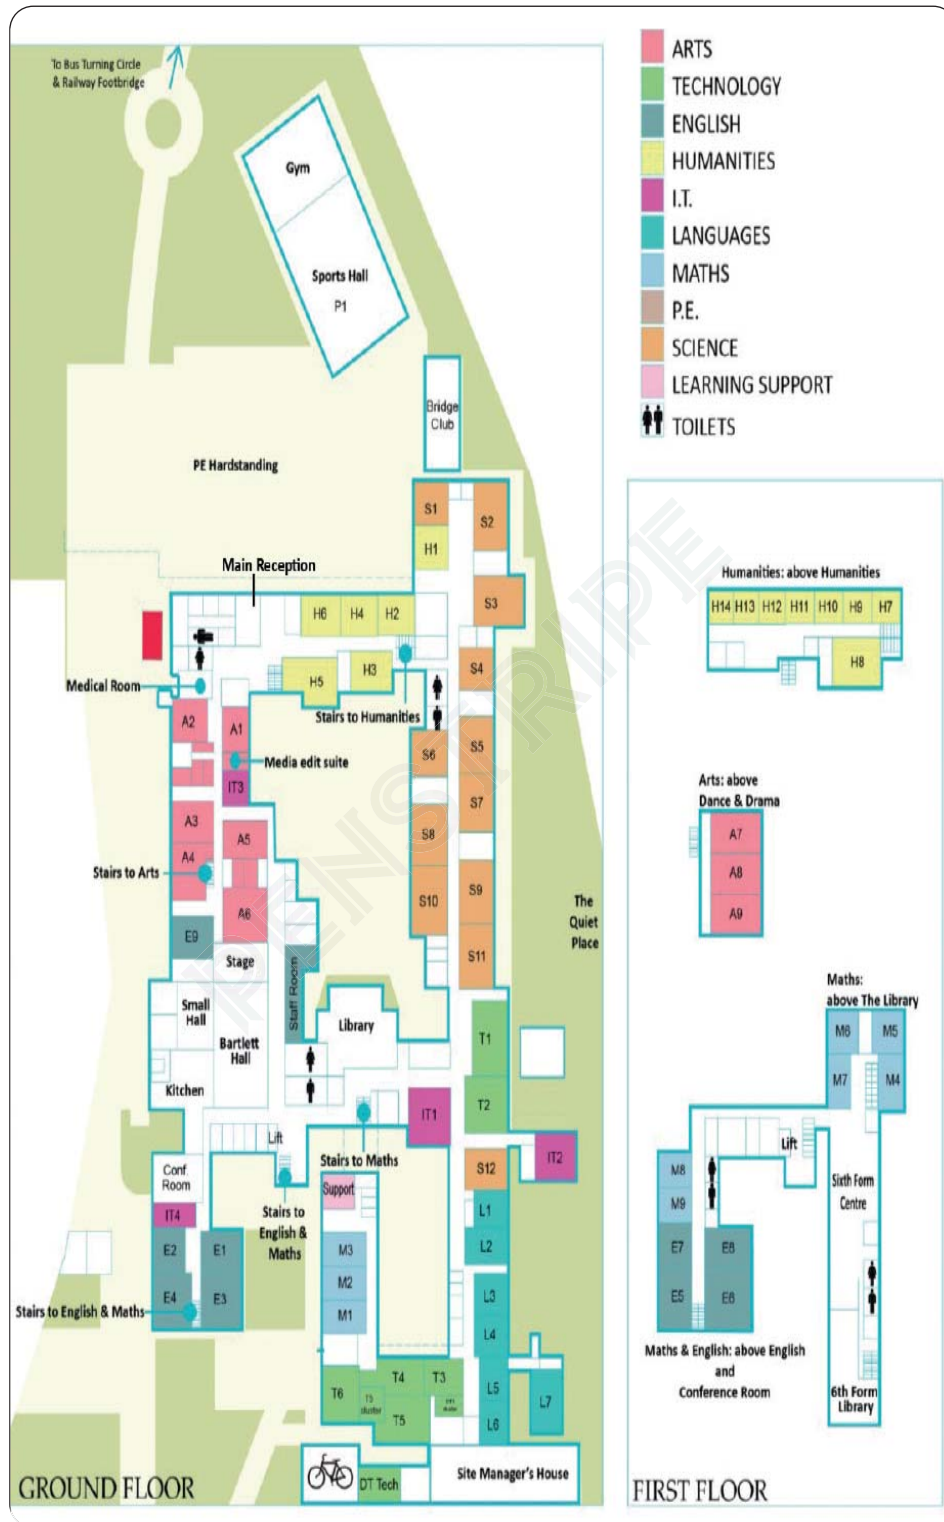 To Bus Turning Circle
& Railway Footbridge
Gym
Sports Hall
P1
Bridge
Club
PE Hardstanding
Main Reception
S1
S2
H1
S3
H6
H4
H2
H3
H5
S4
Medical Room
Stairs to Humanities
A2
A1
Media edit suite
IT3
S6
S5
S7
A3
A4
A5
Stairs to Arts
S8
S9
S10
S11
A6
E9
Stage
The
Quiet
Place
Staff Room
Small
Hall
Bartlett
Hall
Library
Kitchen
T1
T2
IT1
IT2
Lift
Conf.
Room
Stairs to Maths
Support
S12
IT4
Stairs to
English &
Maths
L1
L2
E2
E1
M3
M2
M1
E4
E3
Stairs to English & Maths
L3
L4
T6
T4
T3
T5
L5
L6
L7
DT Tech
Site Manager's House
GROUND FLOOR
ARTS
TECHNOLOGY
ENGLISH
HUMANITIES
I.T.
LANGUAGES
MATHS
P.E.
SCIENCE
LEARNING SUPPORT
TOILETS
Humanities: above Humanities
H14 H13 H12 H11 H10 H9 H7
H8
Arts: above
Dance & Drama
A7
A8
A9
Maths:
above The Library
M6
M5
M7
M4
Lift
M8
M9
Sixth Form
Centre
E7
E8
E5
E6
Maths & English: above English
and
Conference Room
6th Form
Library
FIRST FLOOR
PENSTRIPE